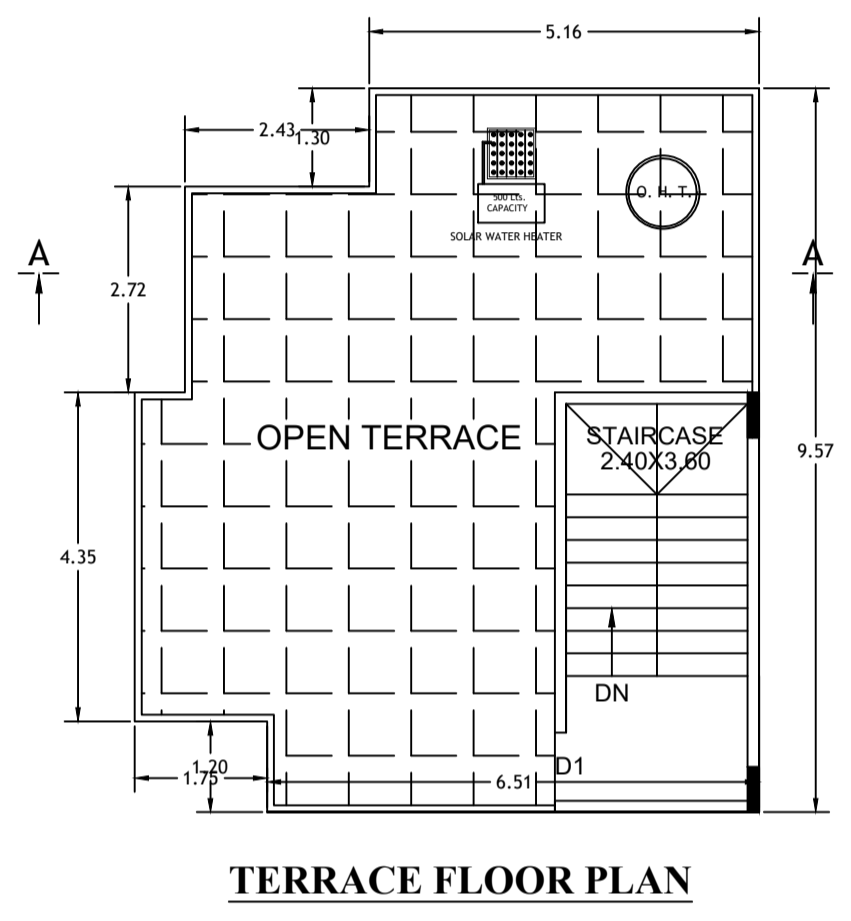 5.16
2.43
1.30
O. H. T.
500 Lts.
CAPACITY
SOLAR WATER HEATER
A
A
2.72
OPEN TERRACE
STAIRCASE
2.40X3.60
9.57
4.35
DN
D1
1.20
1.75
6.51
TERRACE FLOOR PLAN